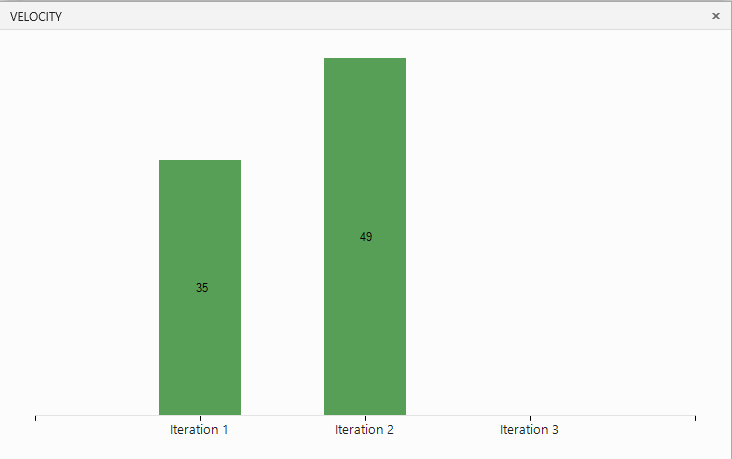 VELOCITY
49
35
Iteration 1 Iteration 2 Iteration 3